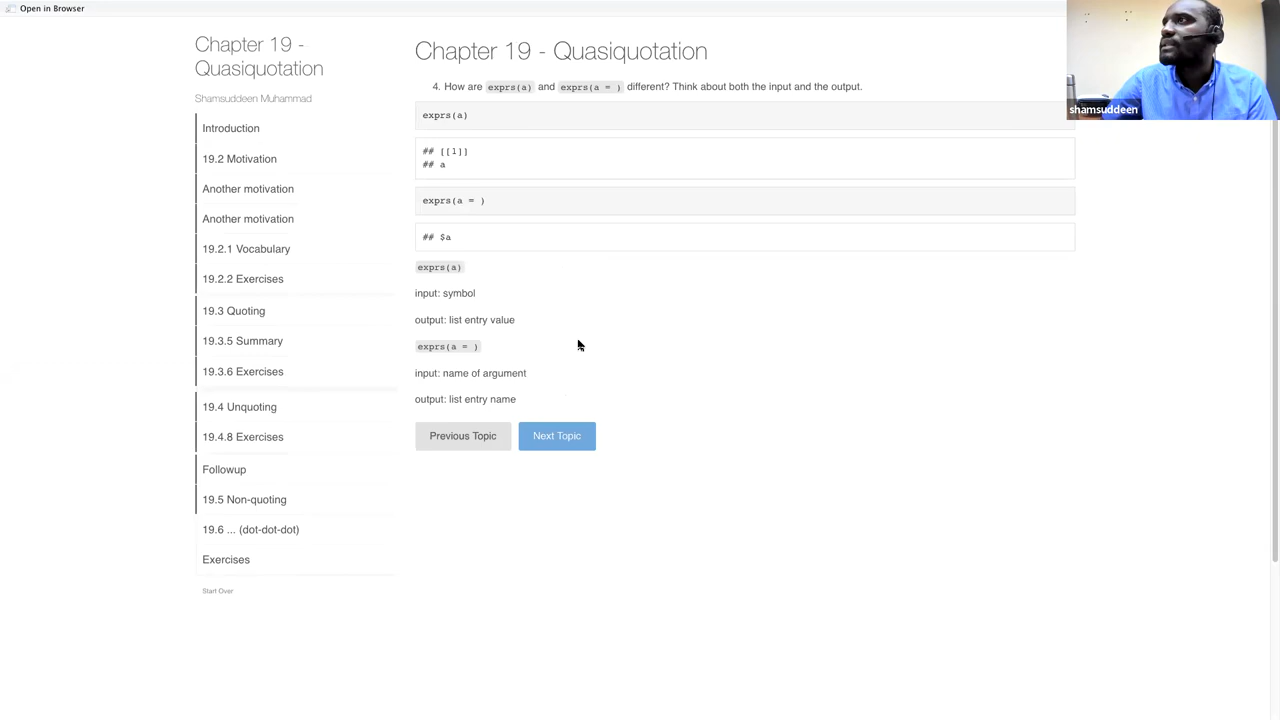 Open in Browser
Chapter 19 -
Quasiquotation
Shamsuddeen Muhammad
Introduction
19.2 Motivation
Another motivation
Another motivation
19.2.1 Vocabulary
19.2.2 Exercises
19.3 Quoting
19.3.5 Summary
19.3.6 Exercises
19.4 Unquoting
19.4.8 Exercises
Followup
19.5 Non-quoting
19.6 ... (dot-dot-dot)
Exercises
Start Over
Chapter 19 - Quasiquotation
4. How are exprs(a) and exprs(a = ) different? Think about both the input and the output.
exprs(a)
## [[1]]
## a
exprs(a = )
## $a
exprs(a)
input: symbol
output: list entry value
exprs(a = )
input: name of argument
output: list entry name
Previous Topic
Next Topic
shamsuddeen